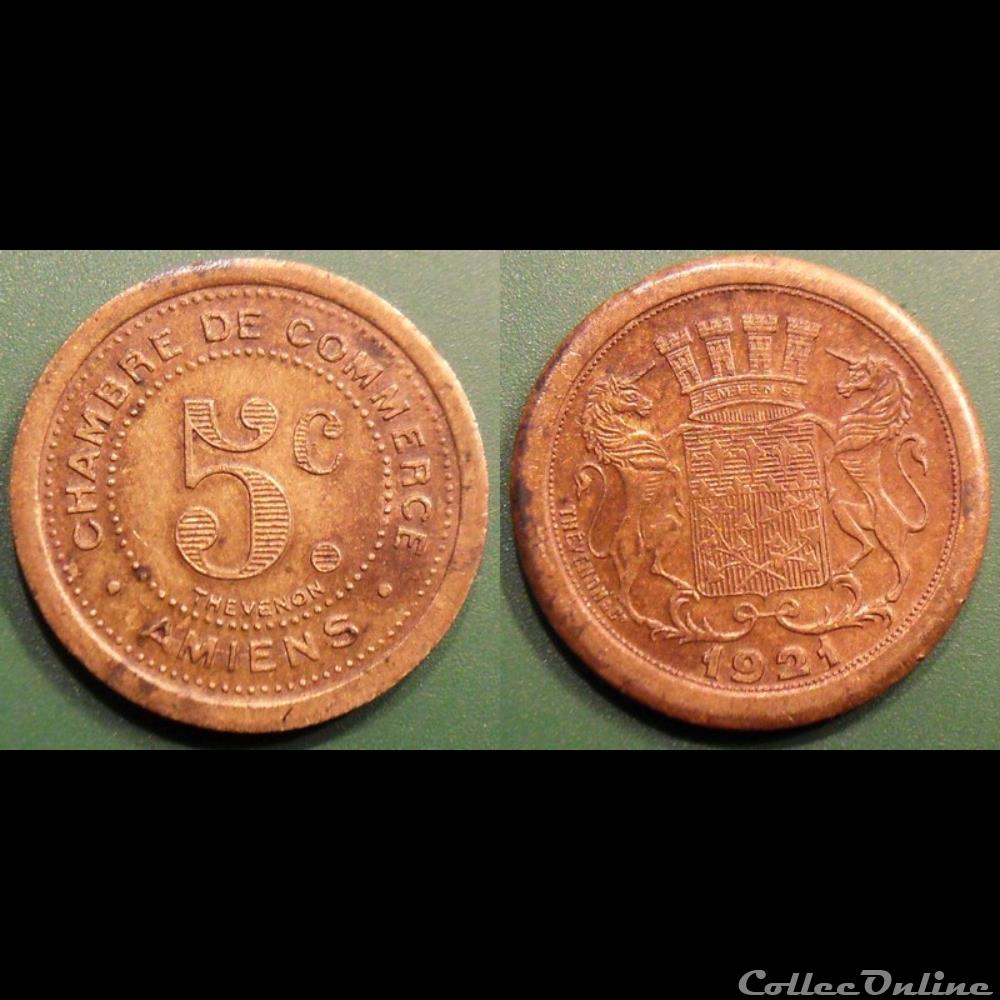 CHAMBRE DE COMMERCE
5c.
THEVENON
• AMIENS •
AMIENS
THEVENON
1921
CollecOnline